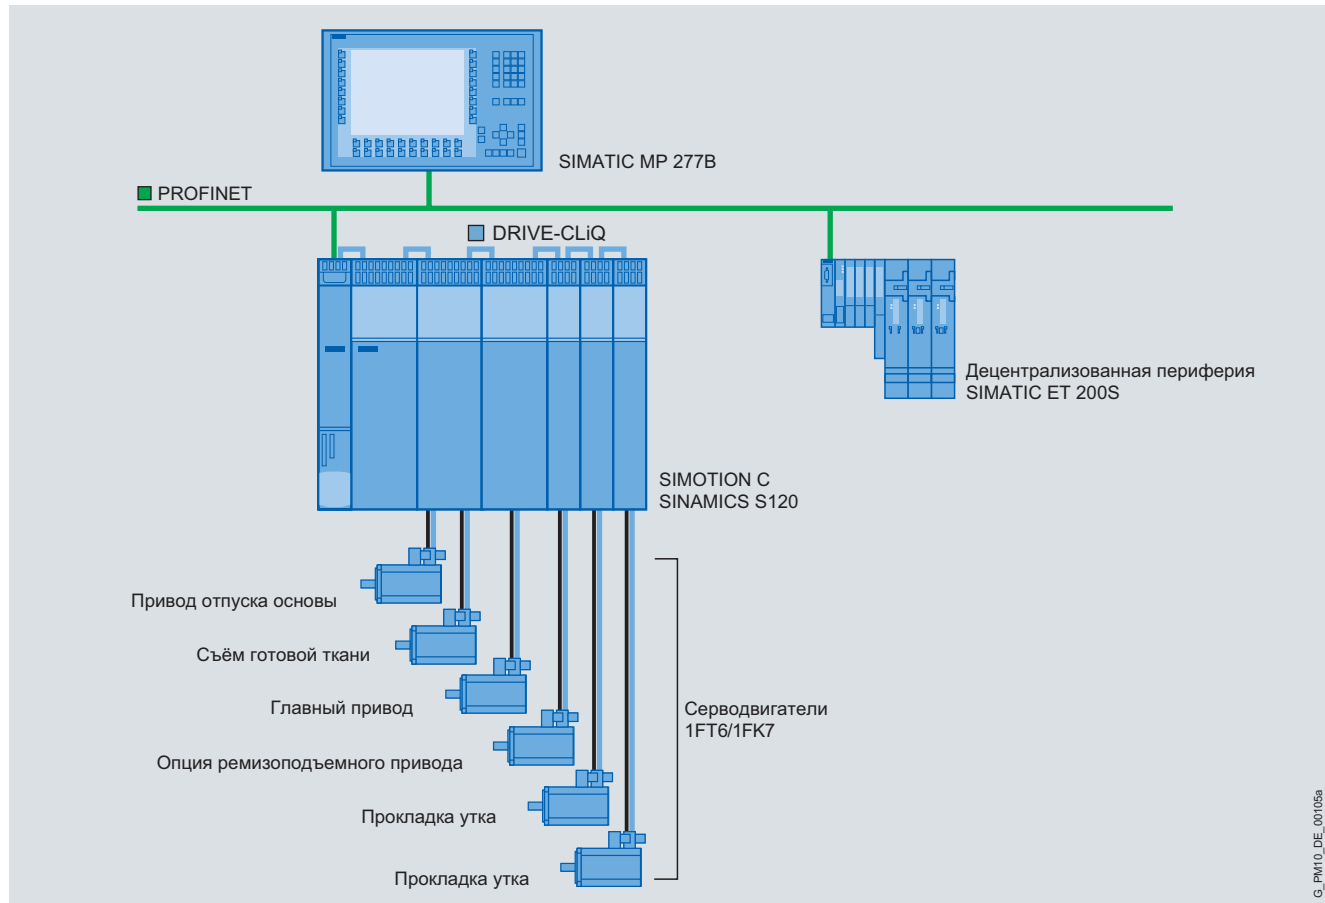 SIMATIC MP 277B
PROFINET
DRIVE-CLiQ
Децентрализованная периферия
SIMATIC ET 200S
SIMOTION C
SINAMICS S120
Привод отпуска основы
Съём готовой ткани
Главный привод
Серводвигатели
1FT6/1FK7
Опция ремизоподъемного привода
Прокладка утка
Прокладка утка
G_PM10_DE_00105a